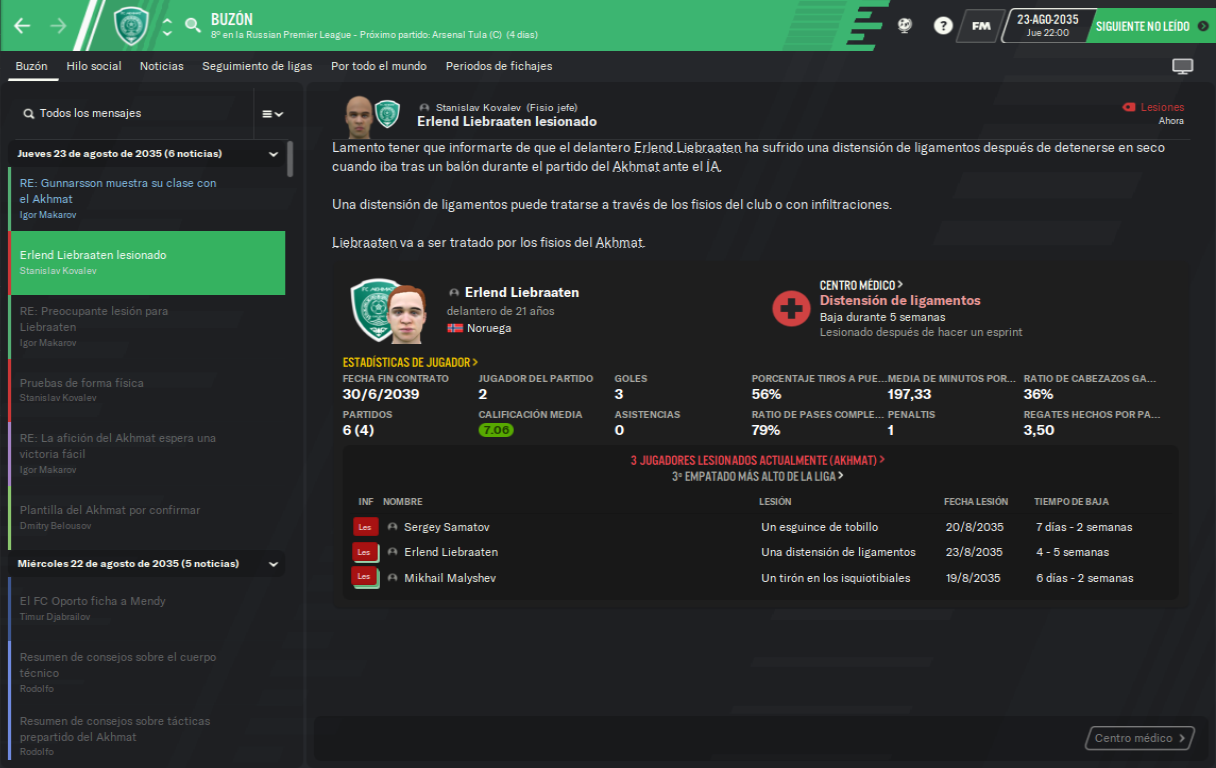 BUZÓN
8º en la Russian Premier League - Próximo partido: Arsenal Tula (C) (4 días)
?
FM
23-AGO-2035
Jue 22:00
SIGUIENTE NO LEÍDO
Buzón
Hilo social
Noticias
Seguimiento de ligas
Por todo el mundo
Periodos de fichajes
Todos los mensajes
Jueves 23 de agosto de 2035 (6 noticias)
RE: Gunnarsson muestra su clase con
el Akhmat
Igor Makarov
Erlend Liebraaten lesionado
Stanislav Kovalev
RE: Preocupante lesión para
Liebraaten
Igor Makarov
Pruebas de forma física
Stanislav Kovalev
RE: La afición del Akhmat espera una
victoria fácil
Igor Makarov
Plantilla del Akhmat por confirmar
Dmitry Belousov
Miércoles 22 de agosto de 2035 (5 noticias)
El FC Oporto ficha a Mendy
Timur Djabrailov
Resumen de consejos sobre el cuerpo
técnico
Rodolfo
Resumen de consejos sobre tácticas
prepartido del Akhmat
Rodolfo
Stanislav Kovalev (Fisio jefe)
Erlend Liebraaten lesionado
Lesiones
Ahora
Lamento tener que informarte de que el delantero Erlend Liebraaten ha sufrido una distensión de ligamentos después de detenerse en seco
cuando iba tras un balón durante el partido del Akhmat ante el ÍA.
Una distensión de ligamentos puede tratarse a través de los fisios del club o con infiltraciones.
Liebraaten va a ser tratado por los fisios del Akhmat.
Erlend Liebraaten
delantero de 21 años
Noruega
CENTRO MÉDICO >
Distensión de ligamentos
Baja durante 5 semanas
Lesionado después de hacer un esprint
ESTADÍSTICAS DE JUGADOR >
FECHA FIN CONTRATO JUGADOR DEL PARTIDO GOLES PORCENTAJE TIROS A PUE... MEDIA DE MINUTOS POR... RATIO DE CABEZAZOS GA...
30/6/2039 2 3 56% 197,33 36%
PARTIDOS CALIFICACIÓN MEDIA ASISTENCIAS RATIO DE PASES COMPLE... PENALTIS REGATES HECHOS POR PA...
6 (4) 7.06 0 79% 1 3,50
3 JUGADORES LESIONADOS ACTUALMENTE (AKHMAT) >
3º EMPATADO MÁS ALTO DE LA LIGA >
INF NOMBRE LESIÓN FECHA LESIÓN TIEMPO DE BAJA
Les Sergey Samatov Un esguince de tobillo 20/8/2035 7 días - 2 semanas
Les Erlend Liebraaten Una distensión de ligamentos 23/8/2035 4 - 5 semanas
Les Mikhail Malyshev Un tirón en los isquiotibiales 19/8/2035 6 días - 2 semanas
Centro médico >